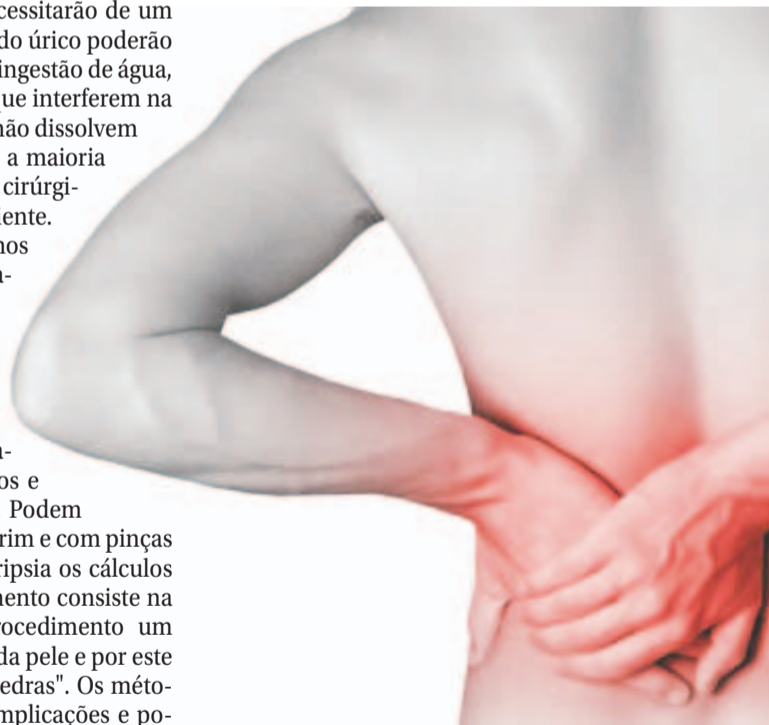 cessitarão de um
do úrico poderão
ingestão de água,
ue interferem na
não dissolvem
a maioria
cirúrgi-
ente.
nos
a-
a-
os e
Podem
rim e com pinças
ripsia os cálculos
mento consiste na
rocedimento um
da pele e por este
edras". Os méto-
mplicações e po-